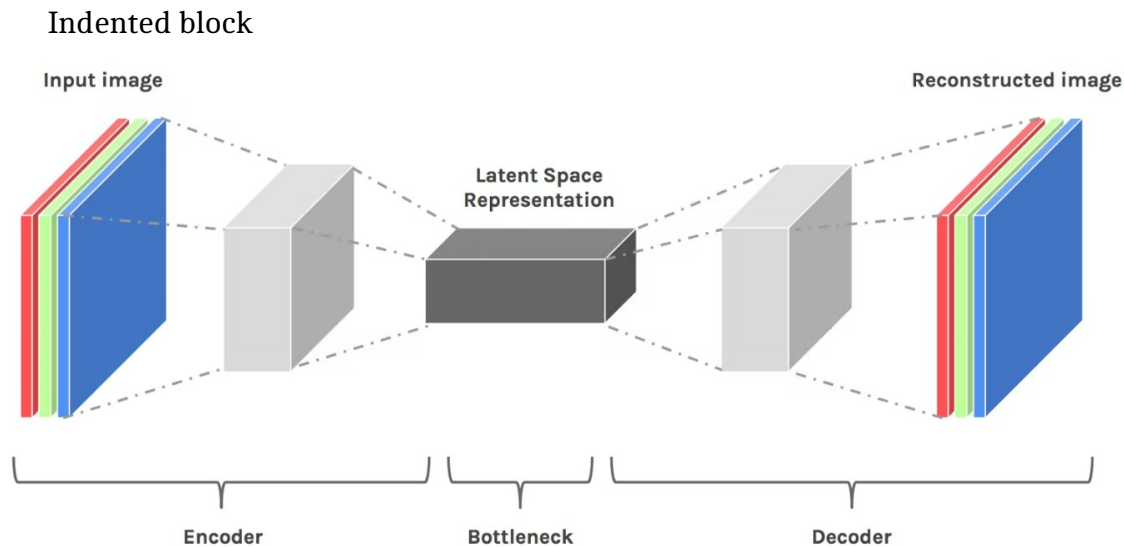 Indented block
Input image
Reconstructed image
Latent Space
Representation
Encoder
Bottleneck
Decoder